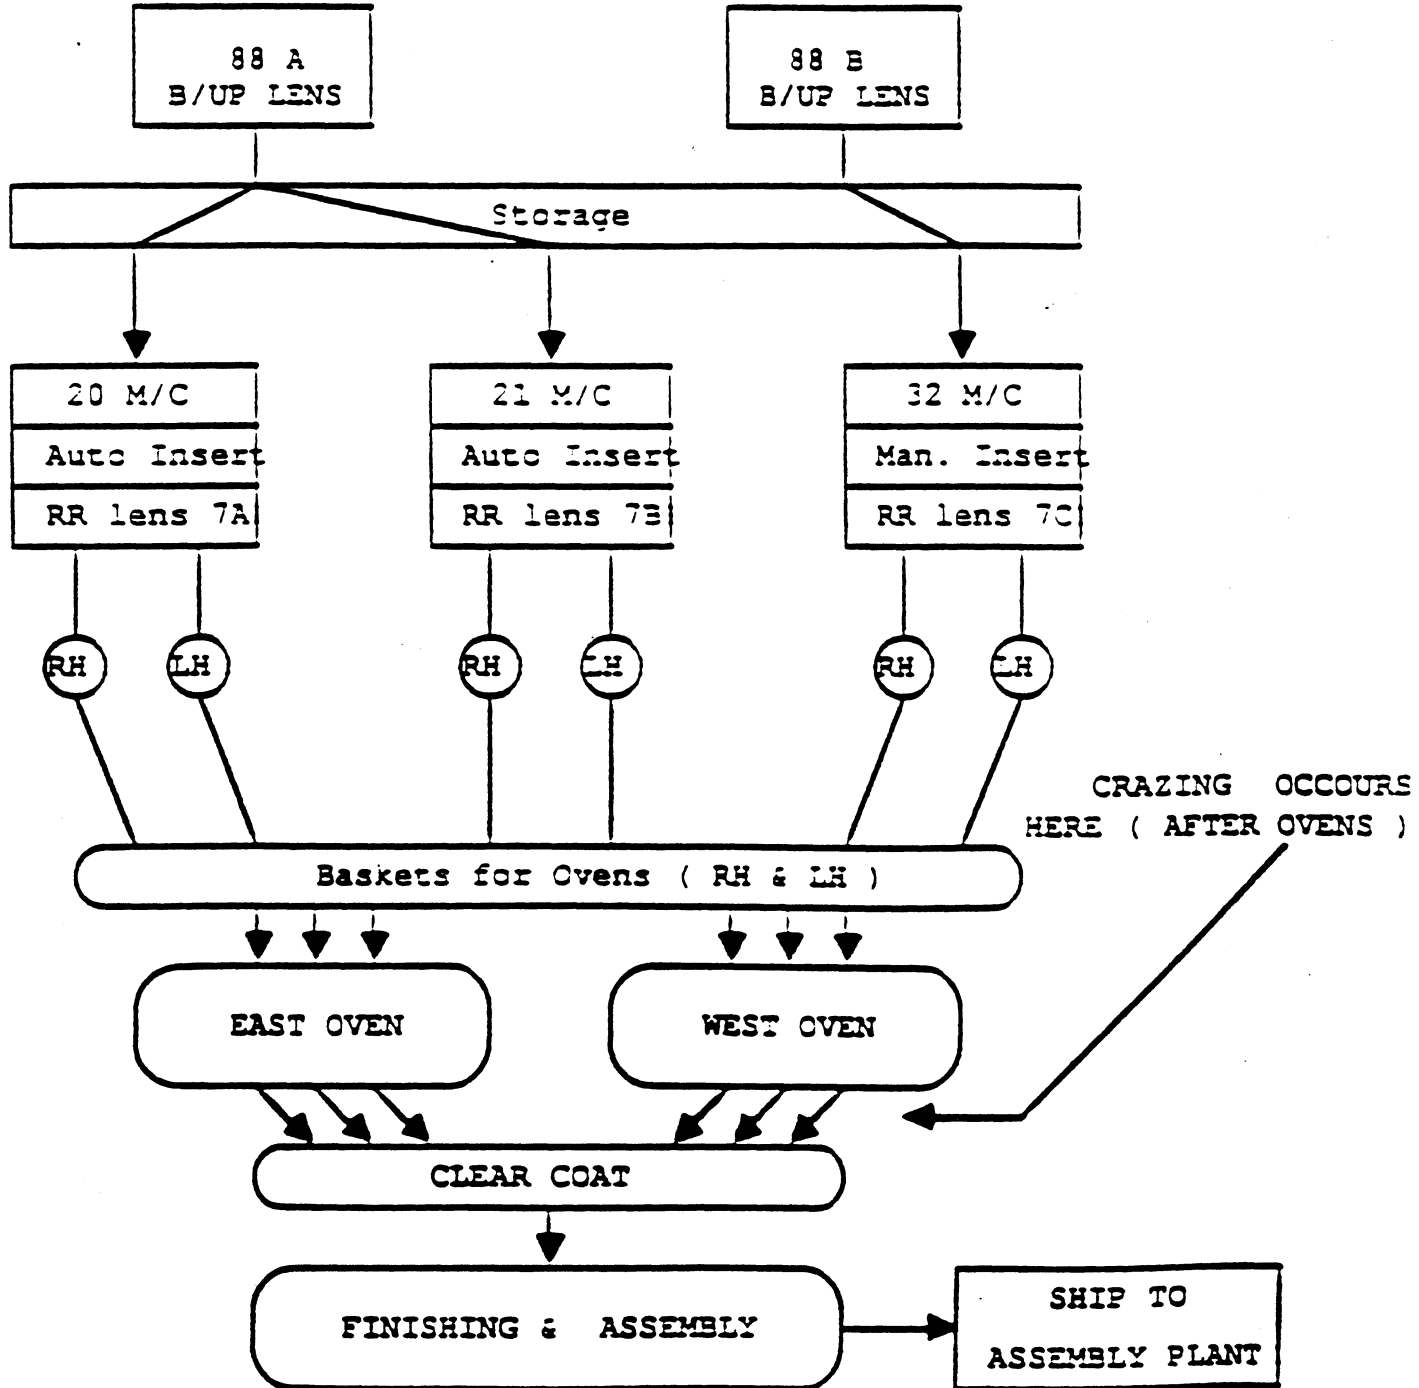 88 A
B/UP LENS
88 B
B/UP LENS
Storage
20 M/C
Auto Insert
RR lens 7A
21 M/C
Auto Insert
RR lens 7B
32 M/C
Man. Insert
RR lens 7C
RH
LH
RH
LH
RH
LH
CRAZING OCCOURS
HERE ( AFTER OVENS )
Baskets for Ovens ( RH & LH )
EAST OVEN
WEST OVEN
CLEAR COAT
FINISHING & ASSEMBLY
SHIP TO
ASSEMBLY PLANT